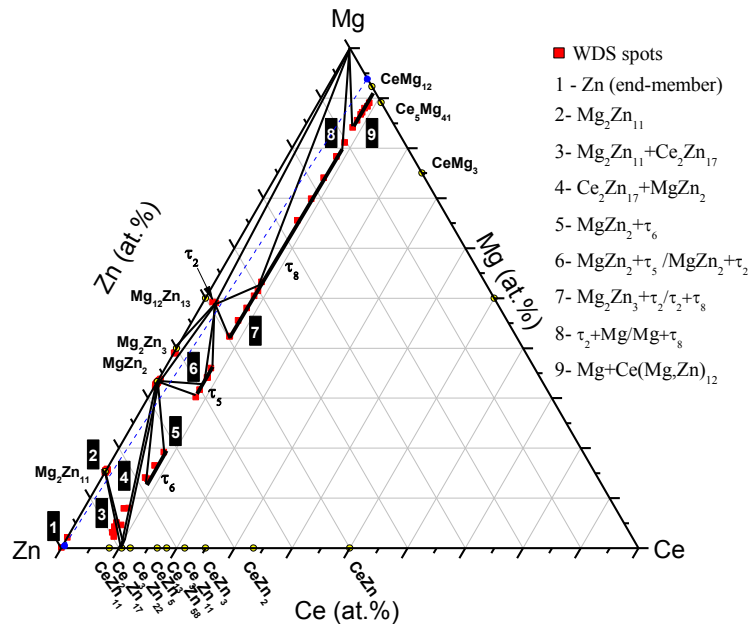 Mg
CeMg12
Ce5Mg41
CeMg3
Mg (at.%)
Zn (at.%)
8
9
τ2
τ8
Mg12Zn13
7
Mg2Zn3
MgZn2
6
τ5
5
2
4
τ6
Mg2Zn11
3
1
Zn
Ce
CeZn11
Ce2Zn17
Ce3Zn22
CeZn5
Ce13Zn58
Ce3Zn11
CeZn3
CeZn2
CeZn
Ce (at.%)
WDS spots
1 - Zn (end-member)
2- Mg2Zn11
3- Mg2Zn11+Ce2Zn17
4- Ce2Zn17+MgZn2
5- MgZn2+τ6
6- MgZn2+τ5 /MgZn2+τ2
7- Mg2Zn3+τ2/τ2+τ8
8- τ2+Mg/Mg+τ8
9- Mg+Ce(Mg,Zn)12